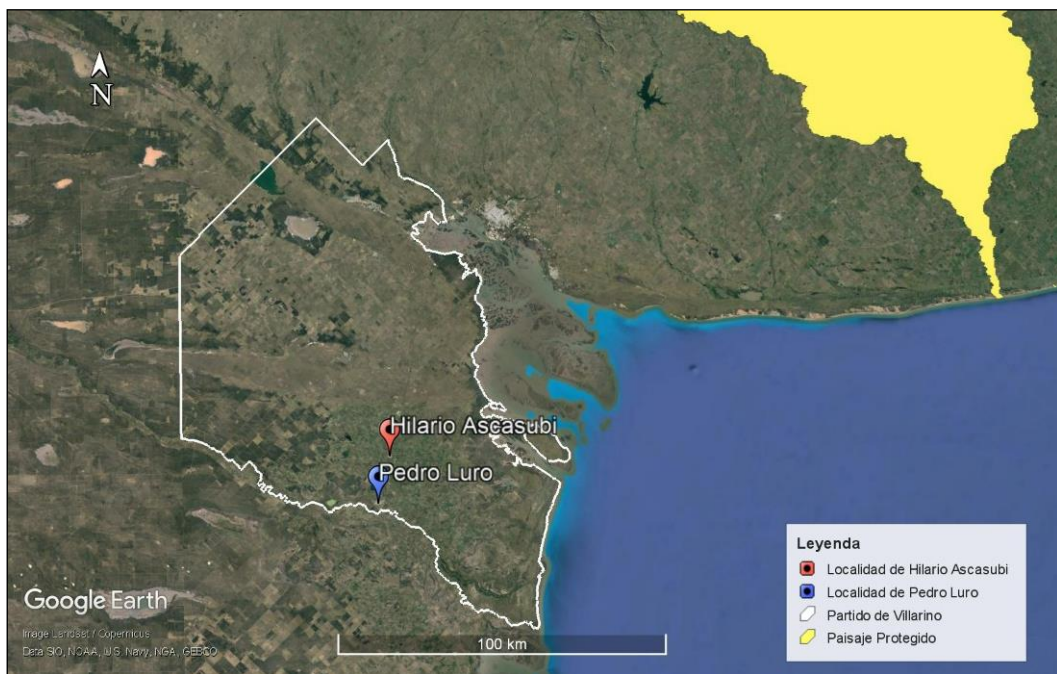 N
Hilario Ascasubi
Pedro Luro
Leyenda
Localidad de Hilario Ascasubi
Localidad de Pedro Luro
Partido de Villarino
Paisaje Protegido
Google Earth
Image Landsat / Copernicus
Data SIO, NOAA, U.S. Navy, NGA, GEBCO
100 km